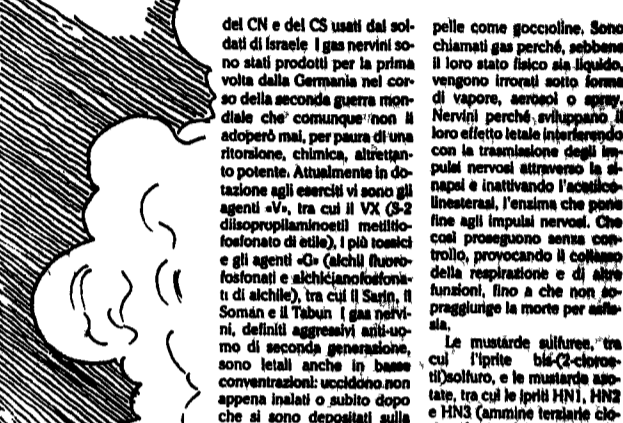 del CN e del CS usati dai sol-
dati di Israele I gas nervini so-
no stati prodotti per la prima
volta dalla Germania nel cor-
so della seconda guerra mon-
diale che comunque non li
adoperò mai, per paura di una
ritorsione, chimica, altrettan-
to potente. Attualmente in do-
tazione agli eserciti vi sono gli
agenti «V», tra cui il VX (S-2
diisopropilaminoetil metiltio-
fosfonato di etile), i più tossici
e gli agenti «G» (alchil fluoro-
fosfonati e alchilcianofosfona-
ti di alchile), tra cui il Sarin, il
Soman e il Tabun I gas nervi-
ni, definiti aggressivi anti-uo-
mo di seconda generazione,
sono letali anche in basse
concentrazioni: uccidono non
appena inalati o subito dopo
che si sono depositati sulla
pelle come goccioline. Sono
chiamati gas perché, sebbene
il loro stato fisico sia liquido,
vengono irrorati sotto forma
di vapore, aerosol o spray.
Nervini perché sviluppano il
loro effetto letale interferendo
con la trasmissione degli im-
pulsi nervosi attraverso la si-
napsi e inattivando l'acetilco-
linesterasi, l'enzima che pone
fine agli impulsi nervosi. Che
così proseguono senza con-
trollo, provocando il collasso
della respirazione e di altre
funzioni, fino a che non so-
praggiunge la morte per asfis-
sia.
Le mustarde sulfuree, tra
cui l'iprite bis-(2-cloroe-
til)solfuro, e le mustarde azo-
tate, tra cui le ipriti HN1, HN2
e HN3 (ammine terziarie clo-